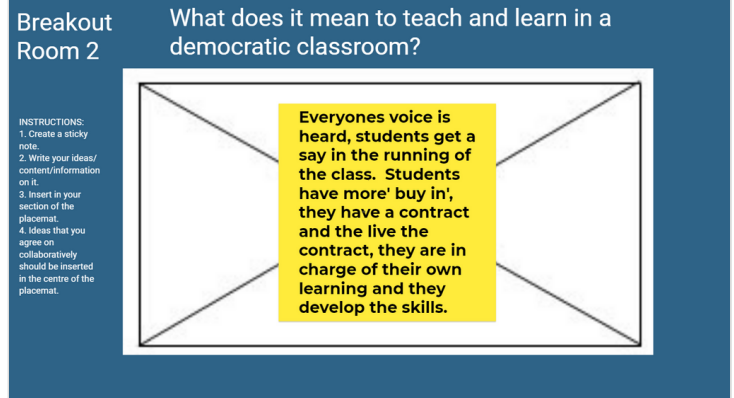 Breakout
Room 2
What does it mean to teach and learn in a
democratic classroom?
INSTRUCTIONS:
1. Create a sticky
note.
2. Write your ideas/
content/information
on it.
3. Insert in your
section of the
placemat.
4. Ideas that you
agree on
collaboratively
should be inserted
in the centre of the
placemat.
Everyones voice is
heard, students get a
say in the running of
the class.  Students
have more' buy in',
they have a contract
and the live the
contract, they are in
charge of their own
learning and they
develop the skills.